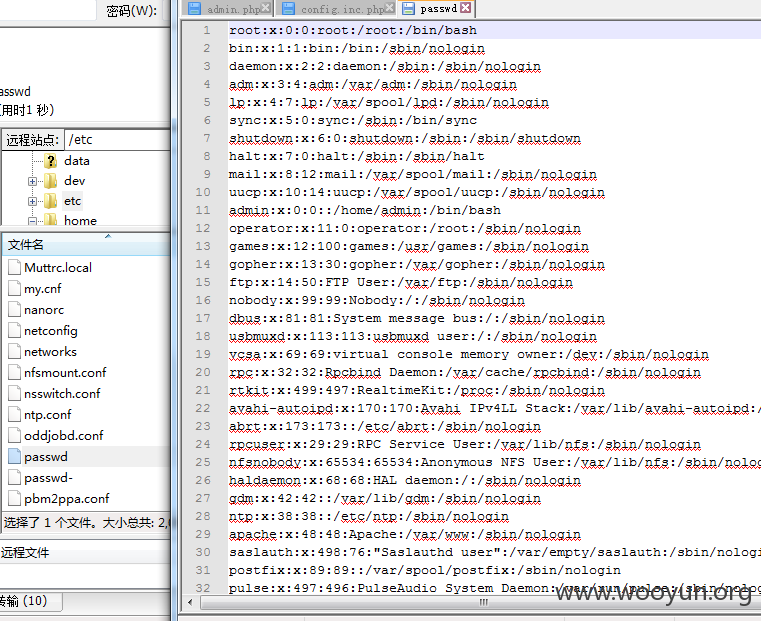 密码(W):
admin.php
config.inc.php
passwd
asswd
用时1 秒)
远程站点:
/etc
data
dev
etc
home
文件名
Muttrc.local
my.cnf
nanorc
netconfig
networks
nfsmount.conf
nsswitch.conf
ntp.conf
oddjobd.conf
passwd
passwd-
pbm2ppa.conf
选择了 1 个文件。大小总共: 2,
远程文件
传输 (10)
1 root:x:0:0:root:/root:/bin/bash
2 bin:x:1:1:bin:/bin:/sbin/nologin
3 daemon:x:2:2:daemon:/sbin:/sbin/nologin
4 adm:x:3:4:adm:/var/adm:/sbin/nologin
5 lp:x:4:7:lp:/var/spool/lpd:/sbin/nologin
6 sync:x:5:0:sync:/sbin:/bin/sync
7 shutdown:x:6:0:shutdown:/sbin:/sbin/shutdown
8 halt:x:7:0:halt:/sbin:/sbin/halt
9 mail:x:8:12:mail:/var/spool/mail:/sbin/nologin
10 uucp:x:10:14:uucp:/var/spool/uucp:/sbin/nologin
11 admin:x:0:0::/home/admin:/bin/bash
12 operator:x:11:0:operator:/root:/sbin/nologin
13 games:x:12:100:games:/usr/games:/sbin/nologin
14 gopher:x:13:30:gopher:/var/gopher:/sbin/nologin
15 ftp:x:14:50:FTP User:/var/ftp:/sbin/nologin
16 nobody:x:99:99:Nobody:/:/sbin/nologin
17 dbus:x:81:81:System message bus:/:/sbin/nologin
18 usbmuxd:x:113:113:usbmuxd user:/:/sbin/nologin
19 vcsa:x:69:69:virtual console memory owner:/dev:/sbin/nologin
20 rpc:x:32:32:Rpcbind Daemon:/var/cache/rpcbind:/sbin/nologin
21 rtkit:x:499:497:RealtimeKit:/proc:/sbin/nologin
22 avahi-autoipd:x:170:170:Avahi IPv4LL Stack:/var/lib/avahi-autoipd:/
23 abrt:x:173:173::/etc/abrt:/sbin/nologin
24 rpcuser:x:29:29:RPC Service User:/var/lib/nfs:/sbin/nologin
25 nfsnobody:x:65534:65534:Anonymous NFS User:/var/lib/nfs:/sbin/nolog
26 haldaemon:x:68:68:HAL daemon:/:/sbin/nologin
27 gdm:x:42:42::/var/lib/gdm:/sbin/nologin
28 ntp:x:38:38::/etc/ntp:/sbin/nologin
29 apache:x:48:48:Apache:/var/www:/sbin/nologin
30 saslauth:x:498:76:"Saslauthd user":/var/empty/saslauth:/sbin/nologi
31 postfix:x:89:89::/var/spool/postfix:/sbin/nologin
32 pulse:x:497:496:PulseAudio System Daemon:/var/run/pulse:/sbin/nolog
www.wooyun.org